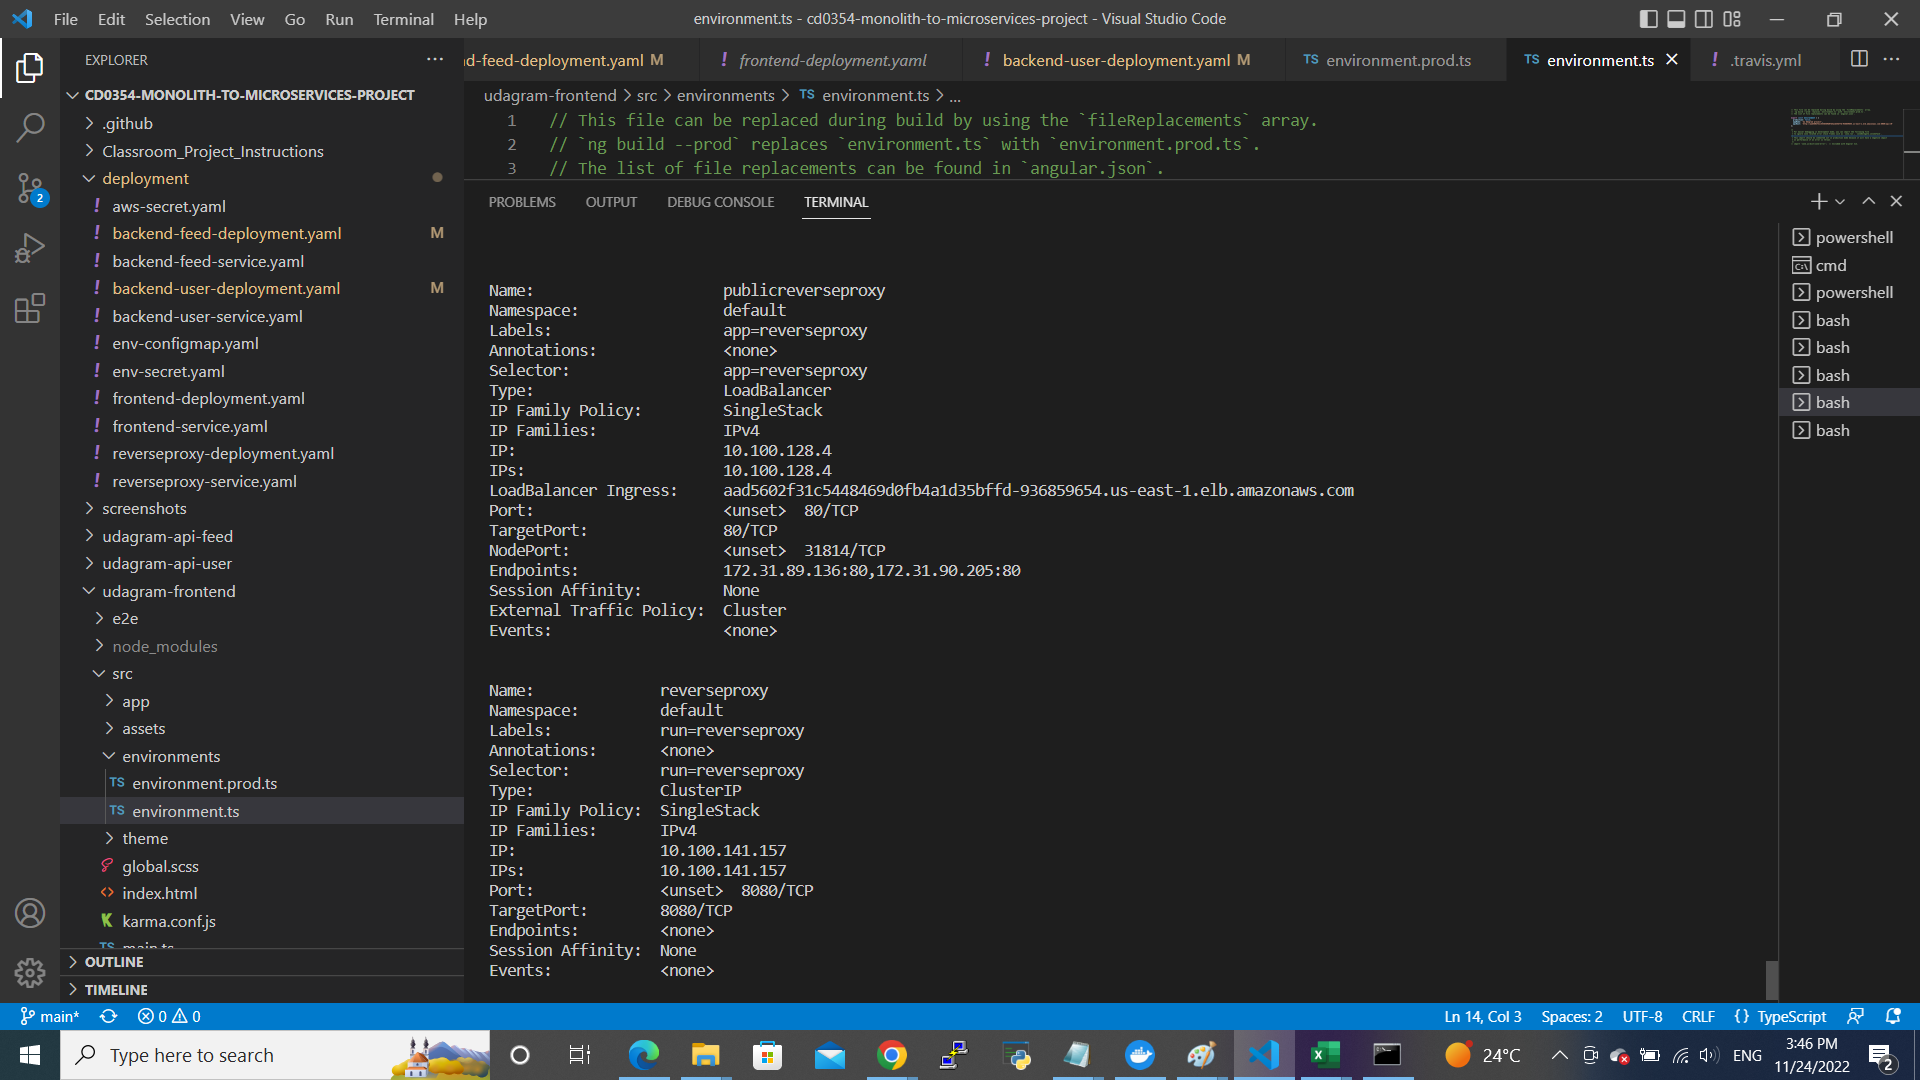 File Edit Selection View Go Run Terminal Help
environment.ts - cd0354-monolith-to-microservices-project - Visual Studio Code
EXPLORER
d-feed-deployment.yaml M
! frontend-deployment.yaml
! backend-user-deployment.yaml M
TS environment.prod.ts
TS environment.ts
! .travis.yml
udagram-frontend > src > environments > TS environment.ts > ...
1 // This file can be replaced during build by using the `fileReplacements` array.
2 // `ng build --prod` replaces `environment.ts` with `environment.prod.ts`.
3 // The list of file replacements can be found in `angular.json`.
CD0354-MONOLITH-TO-MICROSERVICES-PROJECT
.github
Classroom_Project_Instructions
deployment
! aws-secret.yaml
! backend-feed-deployment.yaml M
! backend-feed-service.yaml
! backend-user-deployment.yaml M
! backend-user-service.yaml
! env-configmap.yaml
! env-secret.yaml
! frontend-deployment.yaml
! frontend-service.yaml
! reverseproxy-deployment.yaml
! reverseproxy-service.yaml
screenshots
udagram-api-feed
udagram-api-user
udagram-frontend
e2e
node_modules
src
app
assets
environments
TS environment.prod.ts
TS environment.ts
theme
global.scss
<> index.html
K karma.conf.js
TS main.ts
OUTLINE
TIMELINE
2
PROBLEMS OUTPUT DEBUG CONSOLE TERMINAL
Name: publicreverseproxy
Namespace: default
Labels: app=reverseproxy
Annotations: <none>
Selector: app=reverseproxy
Type: LoadBalancer
IP Family Policy: SingleStack
IP Families: IPv4
IP: 10.100.128.4
IPs: 10.100.128.4
LoadBalancer Ingress: aad5602f31c5448469d0fb4a1d35bffd-936859654.us-east-1.elb.amazonaws.com
Port: <unset> 80/TCP
TargetPort: 80/TCP
NodePort: <unset> 31814/TCP
Endpoints: 172.31.89.136:80,172.31.90.205:80
Session Affinity: None
External Traffic Policy: Cluster
Events: <none>
Name: reverseproxy
Namespace: default
Labels: run=reverseproxy
Annotations: <none>
Selector: run=reverseproxy
Type: ClusterIP
IP Family Policy: SingleStack
IP Families: IPv4
IP: 10.100.141.157
IPs: 10.100.141.157
Port: <unset> 8080/TCP
TargetPort: 8080/TCP
Endpoints: <none>
Session Affinity: None
Events: <none>
powershell
cmd
powershell
bash
bash
bash
bash
bash
main* 0 0
Ln 14, Col 3 Spaces: 2 UTF-8 CRLF {} TypeScript
Type here to search
24°C
ENG
3:46 PM
11/24/2022
2